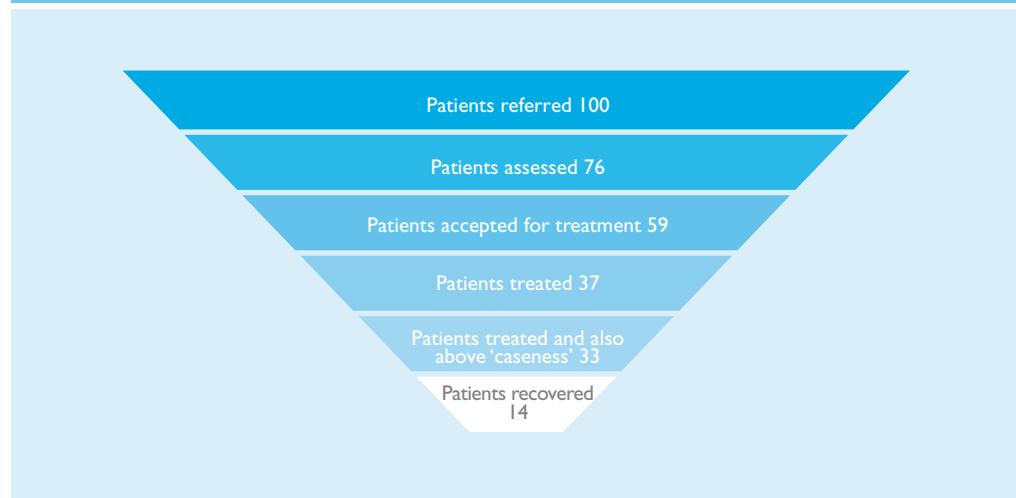 Patients referred 100
Patients assessed 76
Patients accepted for treatment 59
Patients treated 37
Patients treated and also
above ‘caseness’ 33
Patients recovered
14